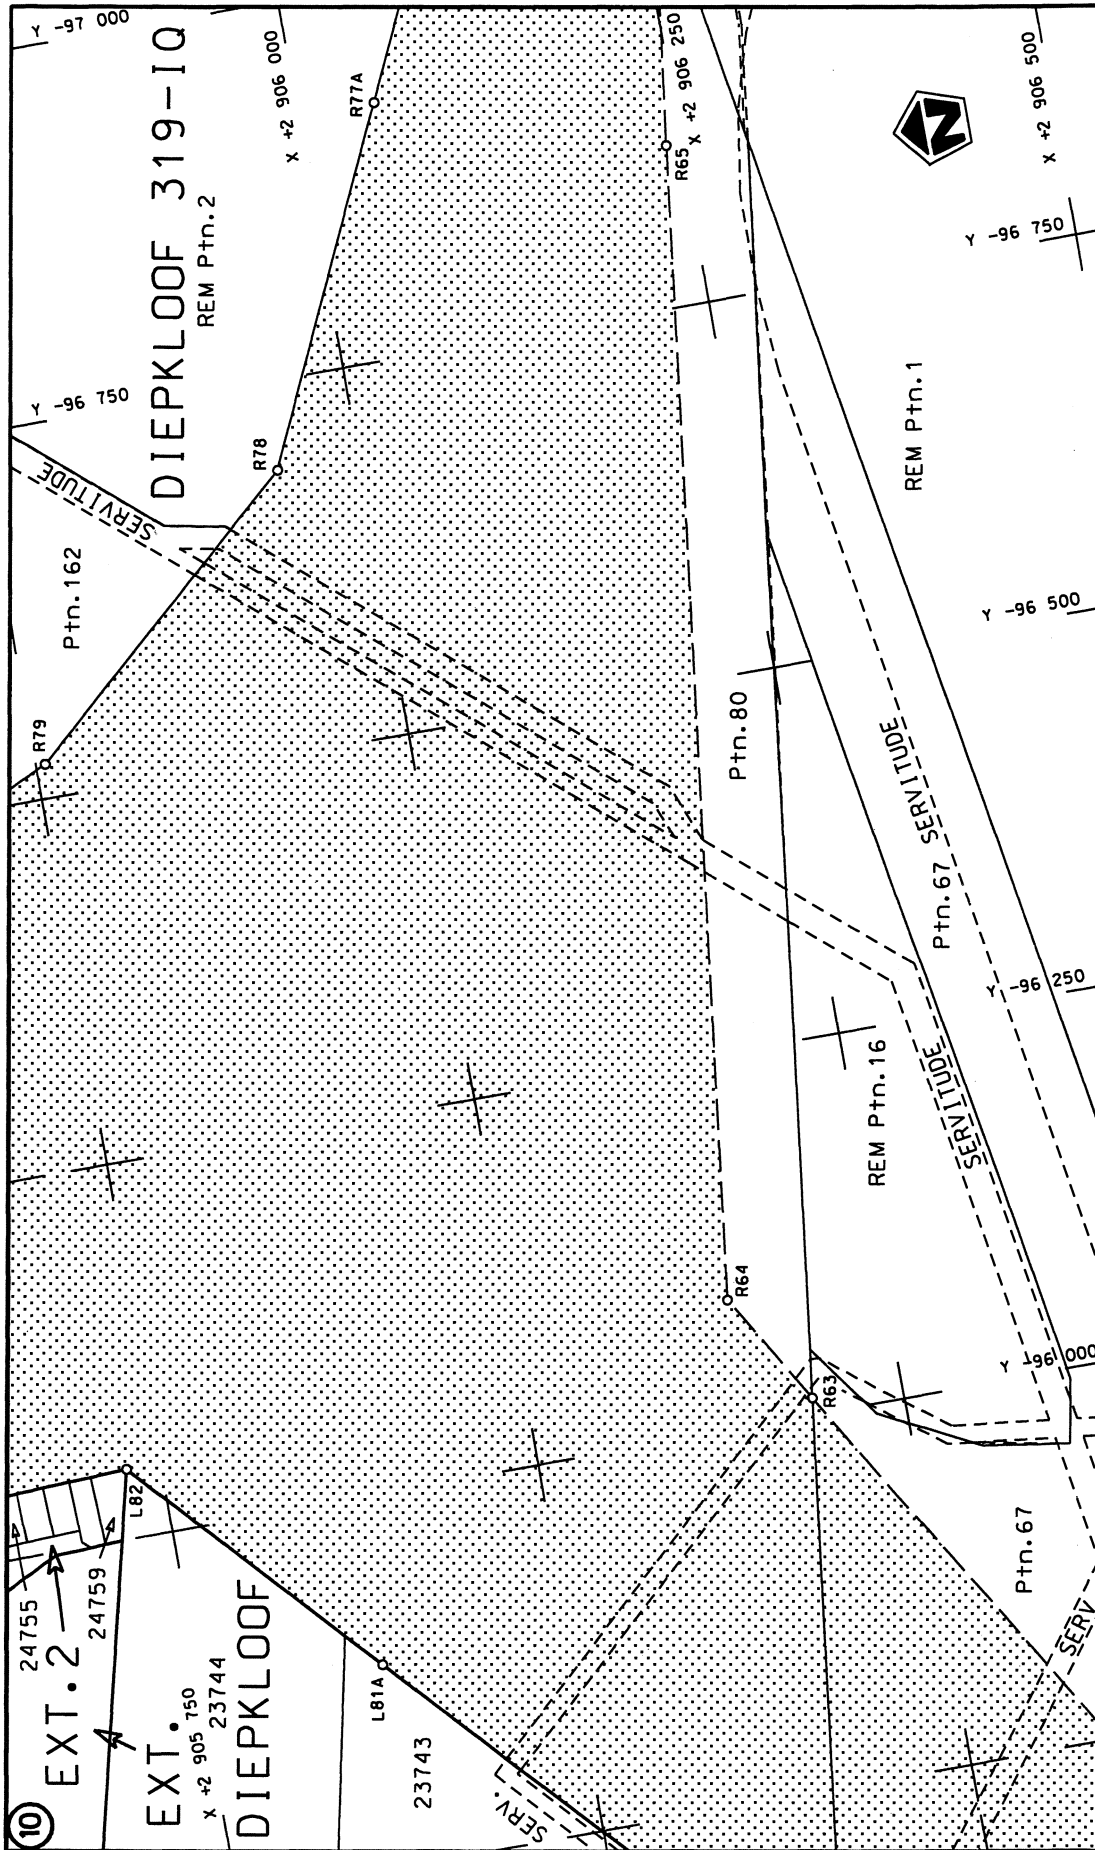 Y -97 000
DIEPKLOOF 319-IQ
REM Ptn.2
X +2 906 000
R77A
X +2 906 250
R65
N
X +2 906 500
Y -96 750
Y -96 750
SERVITUDE
R78
Ptn.162
REM Ptn.1
Y -96 500
R79
Ptn.80
SERVITUDE
Ptn.67
Y -96 250
REM Ptn.16
SERVITUDE
R64
Y -96 000
R63
L82
24755
24759
EXT.2
EXT.
X +2 905 750
23744
DIEPKLOOF
L81A
23743
SERV.
Ptn.67
SERV
10